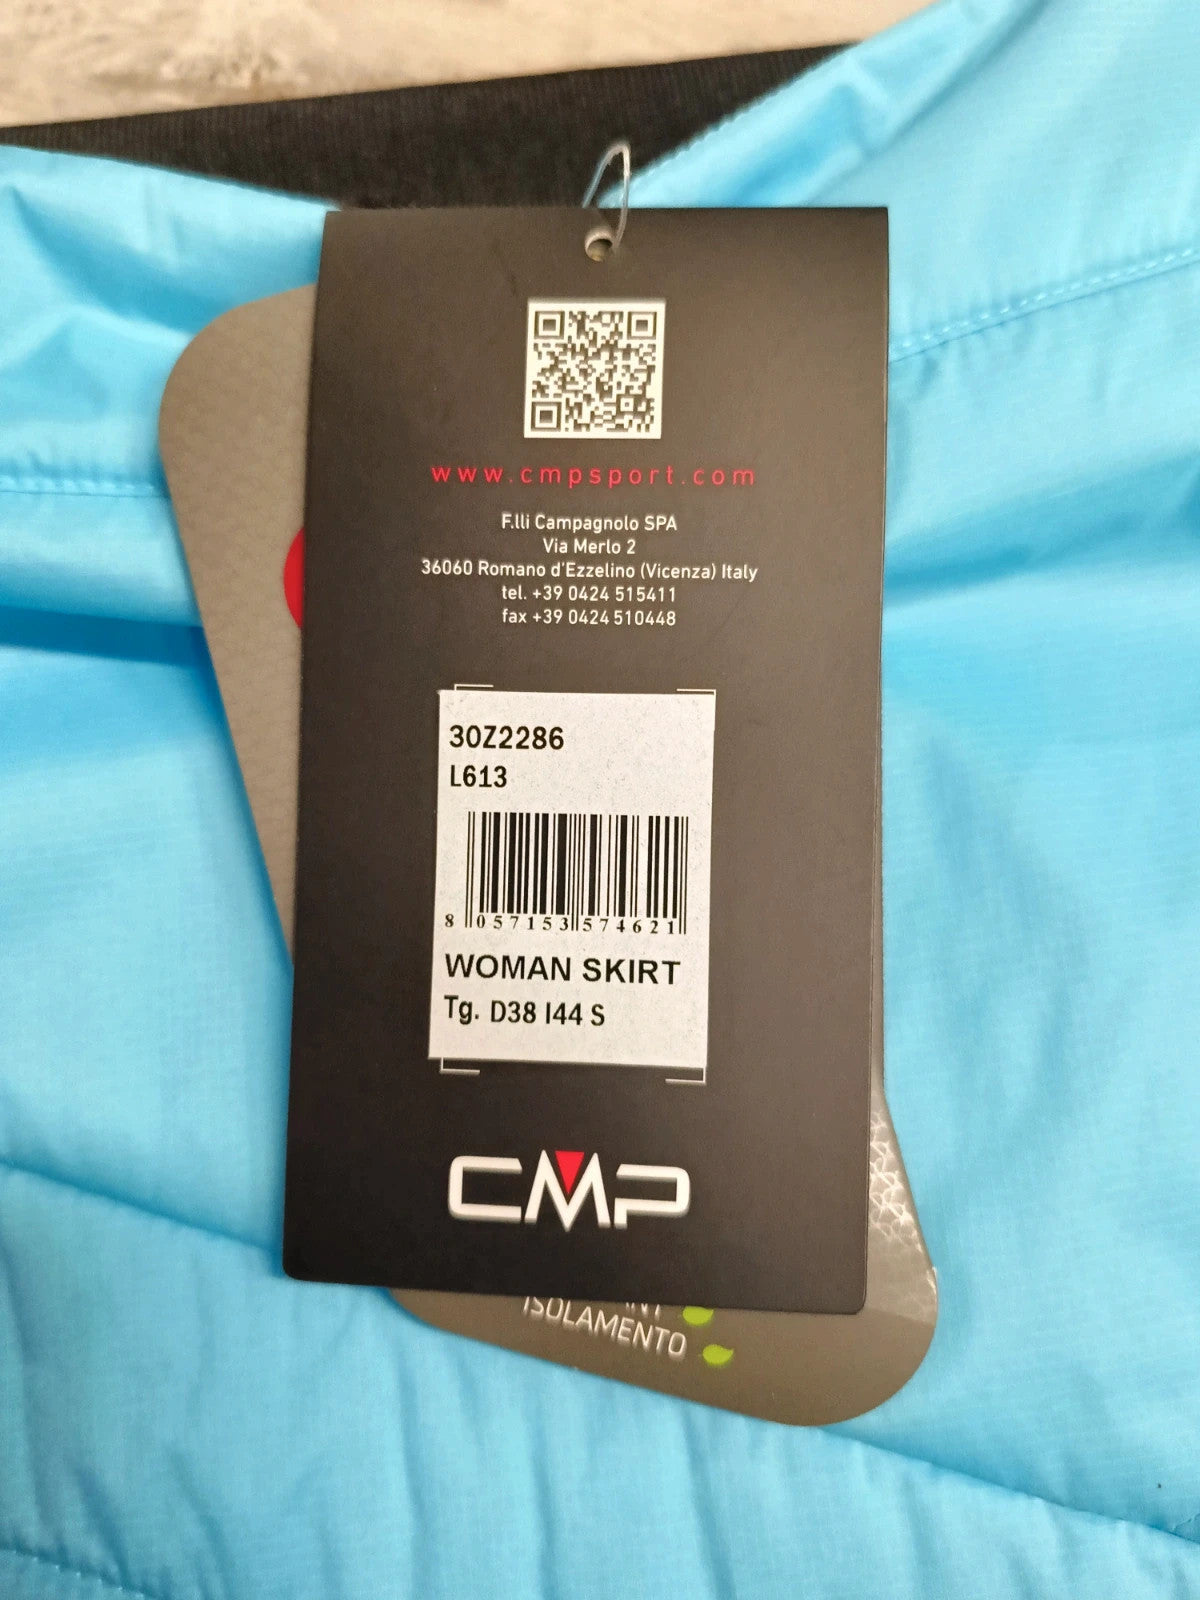 www.cmpsport.com
F.lli Campagnolo SPA
Via Merlo 2
36060 Romano d'Ezzelino (Vicenza) Italy
tel. +39 0424 515411
fax +39 0424 510448
30Z2286
L613
8 057153 574621
WOMAN SKIRT
Tg. D38 I44 S
CMP
ISOLAMENTO